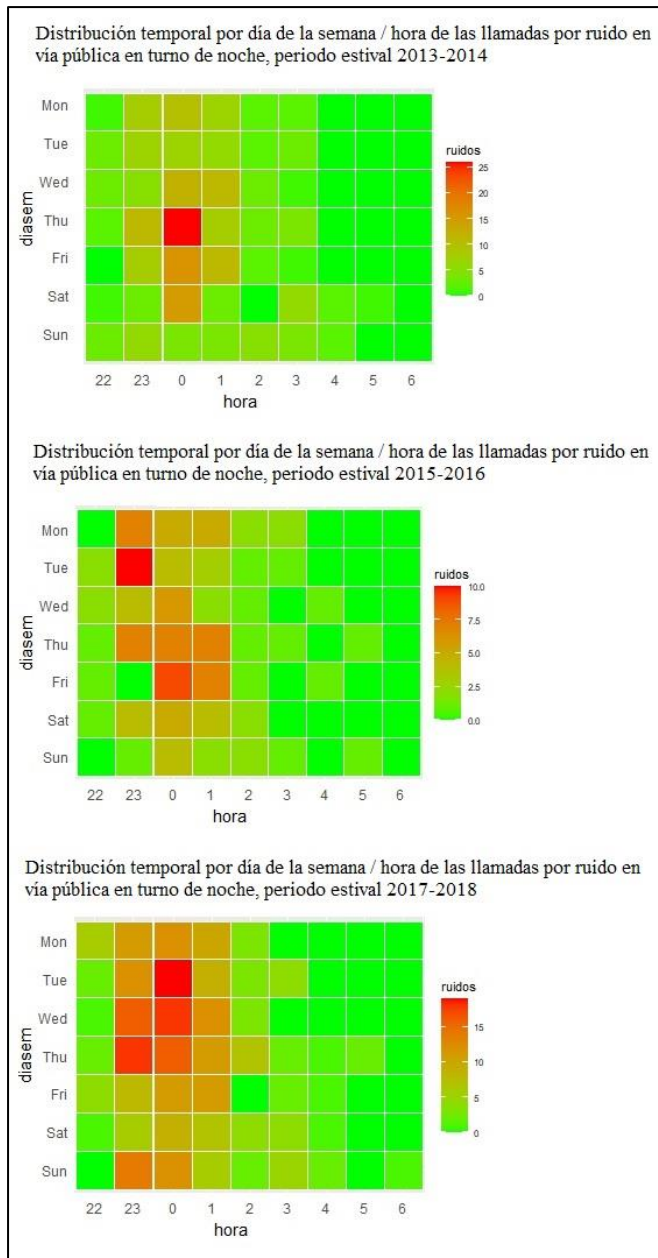 Distribución temporal por día de la semana / hora de las llamadas por ruido en
vía pública en turno de noche, periodo estival 2013-2014
Mon
Tue
Wed
Thu
Fri
Sat
Sun
diasem
22 23 0 1 2 3 4 5 6
hora
ruidos
25
20
15
10
5
0
Distribución temporal por día de la semana / hora de las llamadas por ruido en
vía pública en turno de noche, periodo estival 2015-2016
Mon
Tue
Wed
Thu
Fri
Sat
Sun
diasem
22 23 0 1 2 3 4 5 6
hora
ruidos
10.0
7.5
5.0
2.5
0.0
Distribución temporal por día de la semana / hora de las llamadas por ruido en
vía pública en turno de noche, periodo estival 2017-2018
Mon
Tue
Wed
Thu
Fri
Sat
Sun
diasem
22 23 0 1 2 3 4 5 6
hora
ruidos
15
10
5
0